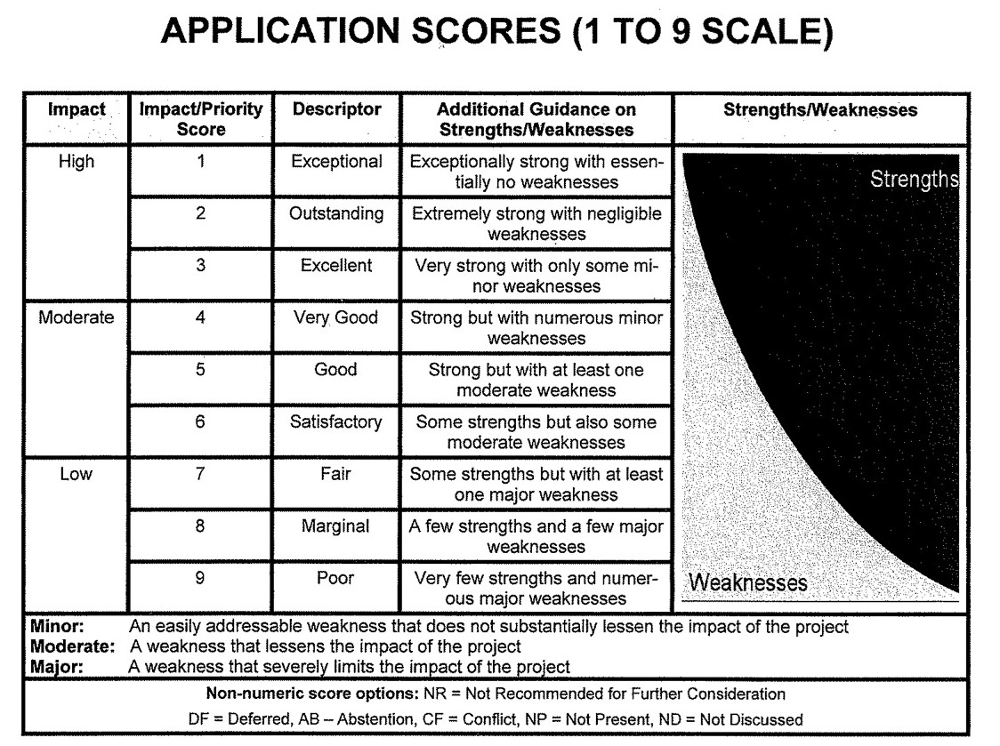 APPLICATION SCORES (1 TO 9 SCALE)
Impact
Impact/Priority
Score
Descriptor
Additional Guidance on
Strengths/Weaknesses
Strengths/Weaknesses
High
1
Exceptional
Exceptionally strong with essen-
tially no weaknesses
2
Outstanding
Extremely strong with negligible
weaknesses
3
Excellent
Very strong with only some mi-
nor weaknesses
Moderate
4
Very Good
Strong but with numerous minor
weaknesses
5
Good
Strong but with at least one
moderate weakness
6
Satisfactory
Some strengths but also some
moderate weaknesses
Low
7
Fair
Some strengths but with at least
one major weakness
8
Marginal
A few strengths and a few major
weaknesses
9
Poor
Very few strengths and numer-
ous major weaknesses
Strengths
Weaknesses
Minor: An easily addressable weakness that does not substantially lessen the impact of the project
Moderate: A weakness that lessens the impact of the project
Major: A weakness that severely limits the impact of the project
Non-numeric score options: NR = Not Recommended for Further Consideration
DF = Deferred, AB – Abstention, CF = Conflict, NP = Not Present, ND = Not Discussed